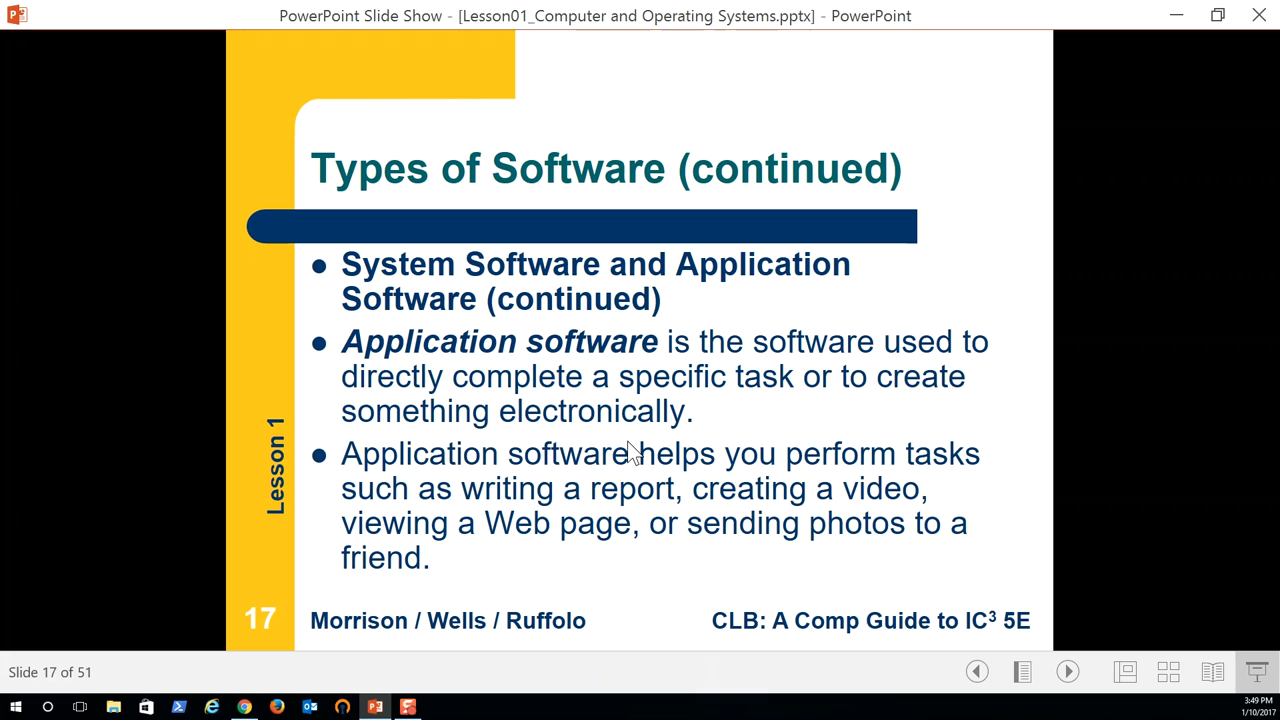 PowerPoint Slide Show - [Lesson01_Computer and Operating Systems.pptx] - PowerPoint
Types of Software (continued)
● System Software and Application
Software (continued)
● Application software is the software used to
directly complete a specific task or to create
something electronically.
● Application software helps you perform tasks
such as writing a report, creating a video,
viewing a Web page, or sending photos to a
friend.
Lesson 1
17 Morrison / Wells / Ruffolo CLB: A Comp Guide to IC³ 5E
Slide 17 of 51
3:49 PM
1/10/2017